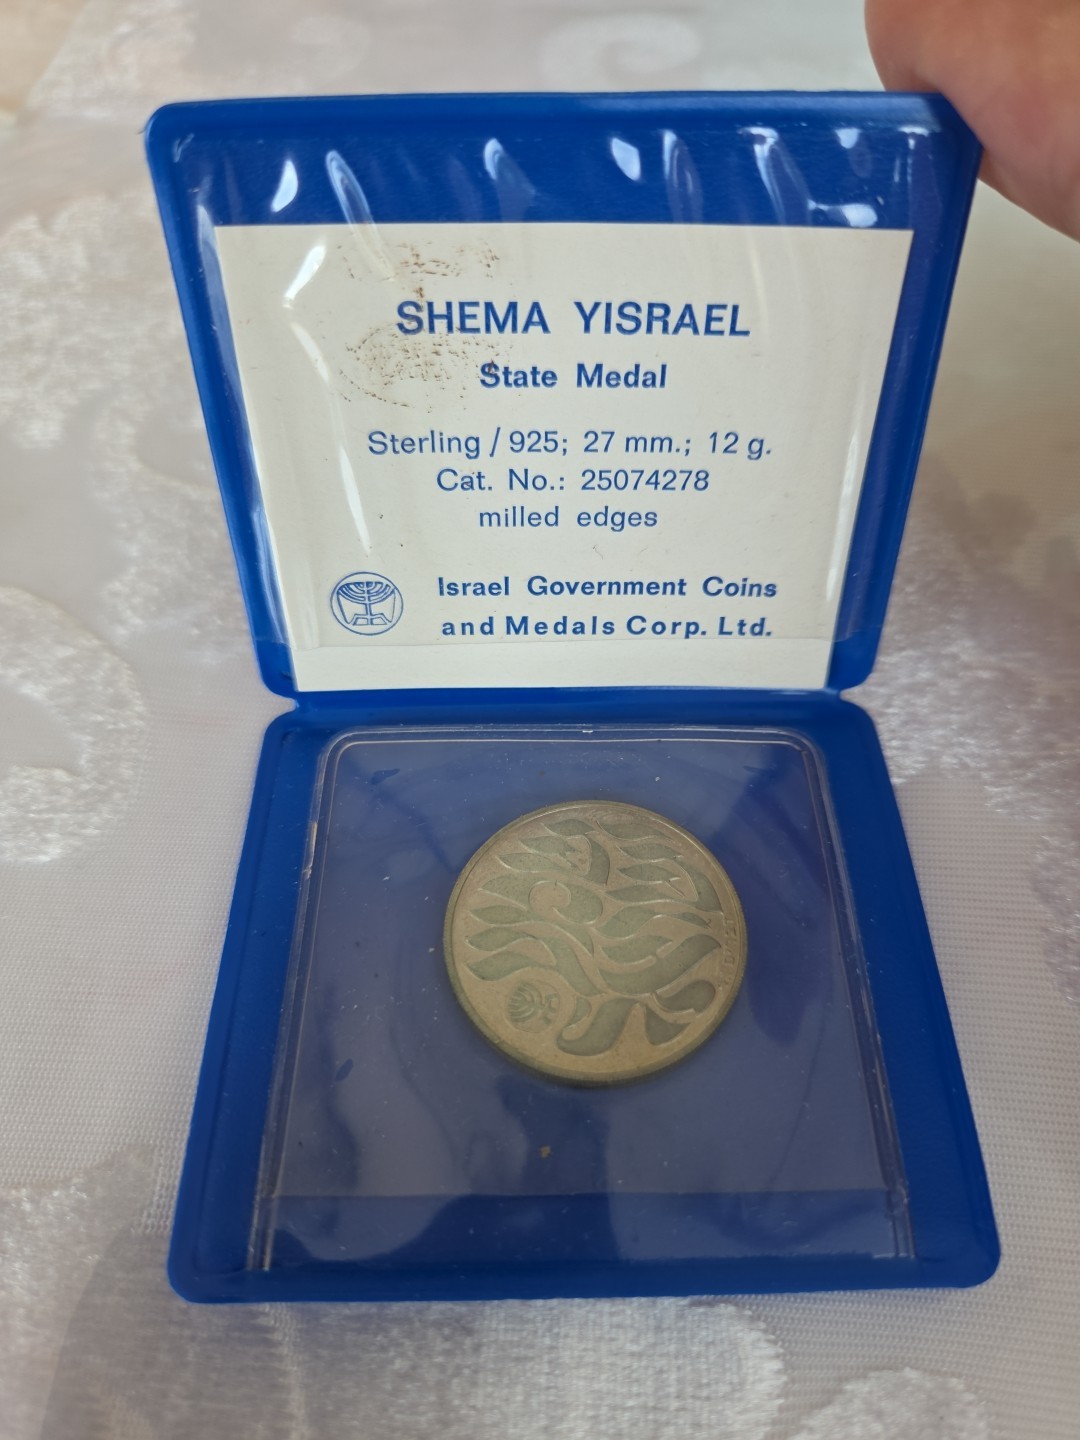 SHEMA YISRAEL
State Medal
Sterling / 925; 27 mm.; 12 g.
Cat. No.: 25074278
milled edges
Israel Government Coins
and Medals Corp. Ltd.